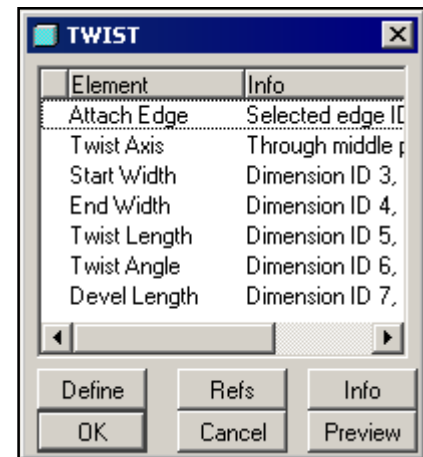 TWIST
Element Info
Attach Edge Selected edge ID
Twist Axis Through middle p
Start Width Dimension ID 3,
End Width Dimension ID 4,
Twist Length Dimension ID 5,
Twist Angle Dimension ID 6,
Devel Length Dimension ID 7,
Define Refs Info
OK Cancel Preview